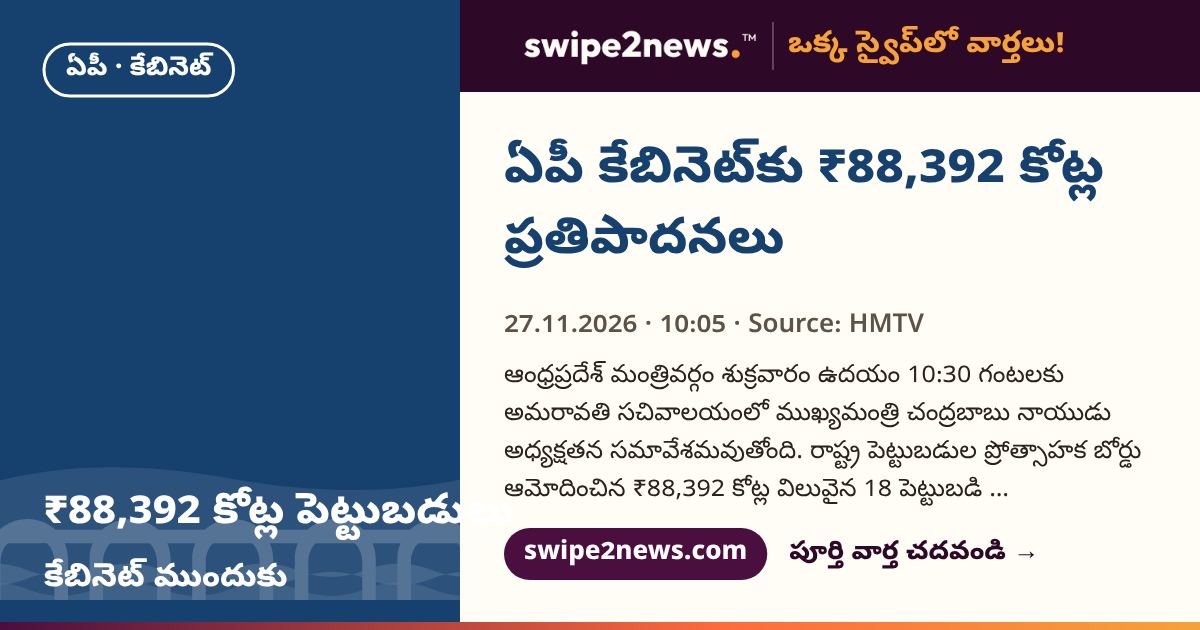 ఏపీ · కేబినెట్
₹88,392 కోట్ల పెట్టుబడులు
కేబినెట్ ముందుకు
swipe2news.™ ఒక్క స్వైప్‌లో వార్తలు!
ఏపీ కేబినెట్‌కు ₹88,392 కోట్ల
ప్రతిపాదనలు
27.11.2026 · 10:05 · Source: HMTV
ఆంధ్రప్రదేశ్ మంత్రివర్గం శుక్రవారం ఉదయం 10:30 గంటలకు
అమరావతి సచివాలయంలో ముఖ్యమంత్రి చంద్రబాబు నాయుడు
అధ్యక్షతన సమావేశమవుతోంది. రాష్ట్ర పెట్టుబడుల ప్రోత్సాహక బోర్డు
ఆమోదించిన ₹88,392 కోట్ల విలువైన 18 పెట్టుబడి ...
swipe2news.com పూర్తి వార్త చదవండి →